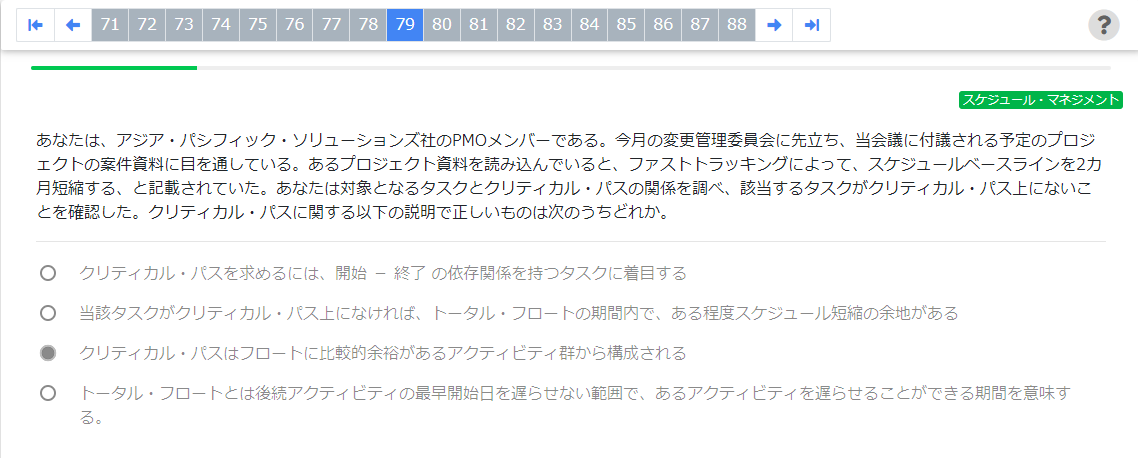 71 72 73 74 75 76 77 78 79 80 81 82 83 84 85 86 87 88 ?
スケジュール・マネジメント
あなたは、アジア・パシフィック・ソリューションズ社のPMOメンバーである。今月の変更管理委員会に先立ち、当会議に付議される予定のプロジ
ェクトの案件資料に目を通している。あるプロジェクト資料を読み込んでいると、ファストトラッキングによって、スケジュールベースラインを2カ
月短縮する、と記載されていた。あなたは対象となるタスクとクリティカル・パスの関係を調べ、該当するタスクがクリティカル・パス上にないこ
とを確認した。クリティカル・パスに関する以下の説明で正しいものは次のうちどれか。
クリティカル・パスを求めるには、開始 － 終了 の依存関係を持つタスクに着目する
当該タスクがクリティカル・パス上になければ、トータル・フロートの期間内で、ある程度スケジュール短縮の余地がある
クリティカル・パスはフロートに比較的余裕があるアクティビティ群から構成される
トータル・フロートとは後続アクティビティの最早開始日を遅らせない範囲で、あるアクティビティを遅らせることができる期間を意味す
る。